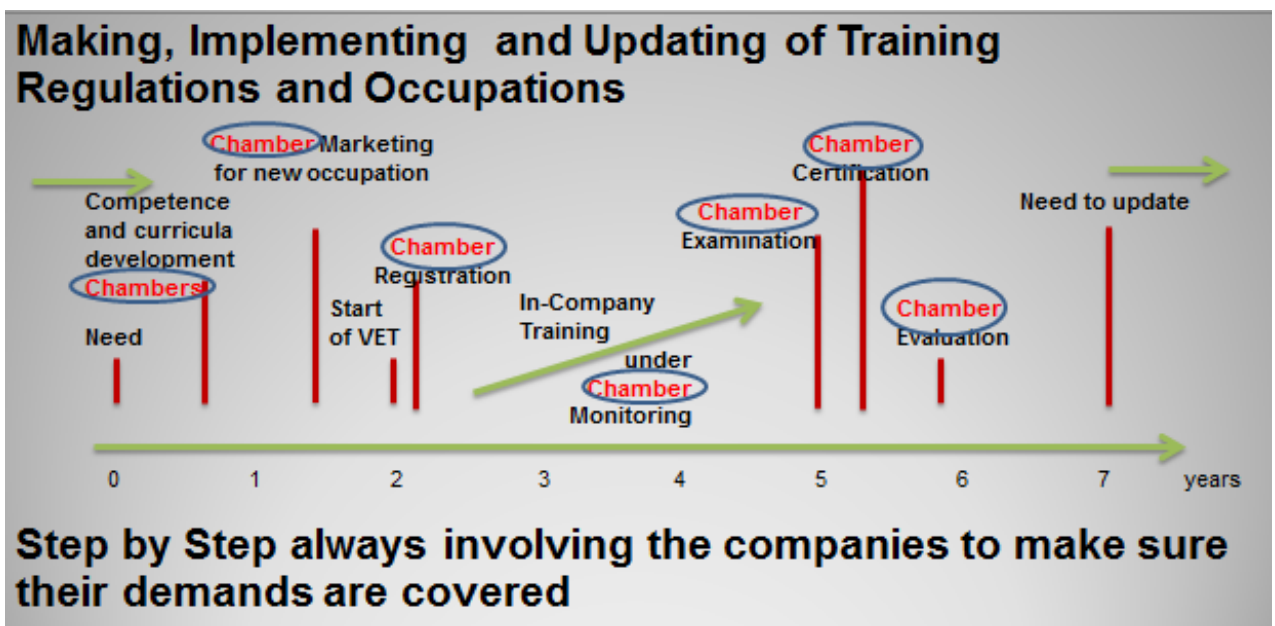 Making, Implementing and Updating of Training
Regulations and Occupations
Chamber Marketing
for new occupation
Competence
and curricula
development
Chambers
Need
Start
of VET
Chamber
Registration
In-Company
Training
under
Chamber
Monitoring
Chamber
Examination
Chamber
Certification
Chamber
Evaluation
Need to update
0 1 2 3 4 5 6 7 years
Step by Step always involving the companies to make sure
their demands are covered